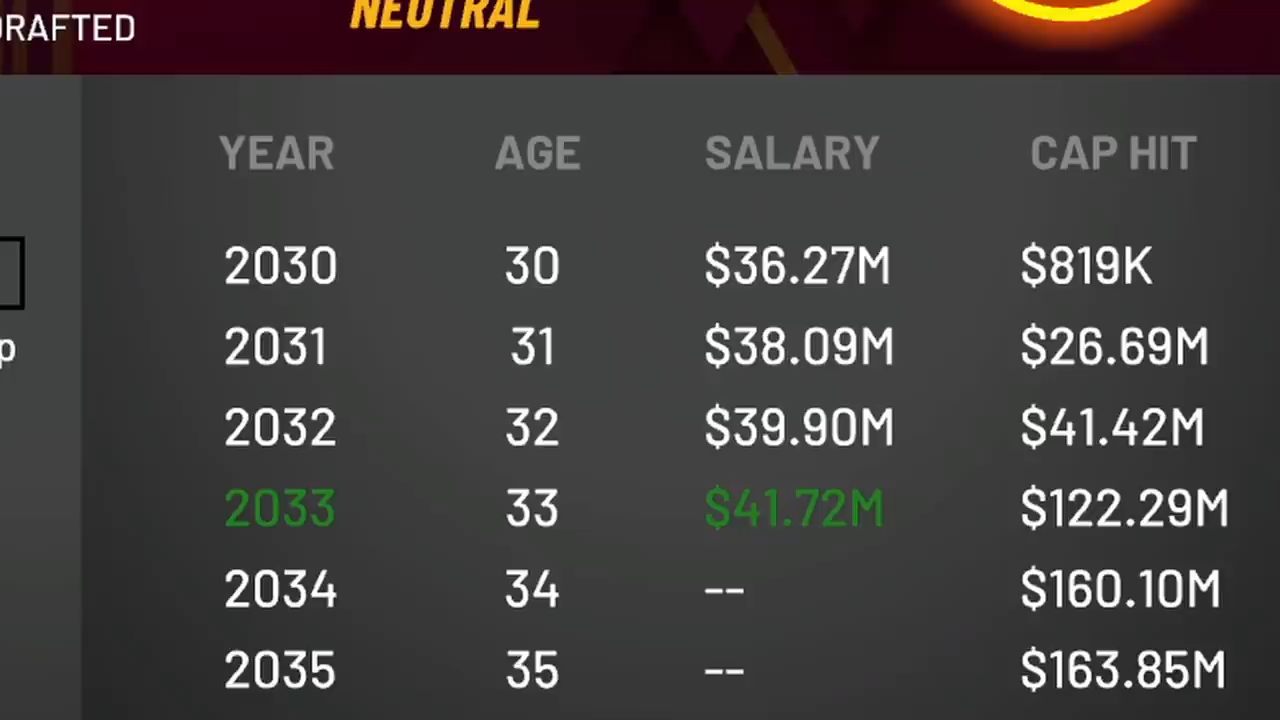 NEUTRAL
DRAFTED
YEAR AGE SALARY CAP HIT
2030 30 $36.27M $819K
2031 31 $38.09M $26.69M
2032 32 $39.90M $41.42M
2033 33 $41.72M $122.29M
2034 34 -- $160.10M
2035 35 -- $163.85M
p